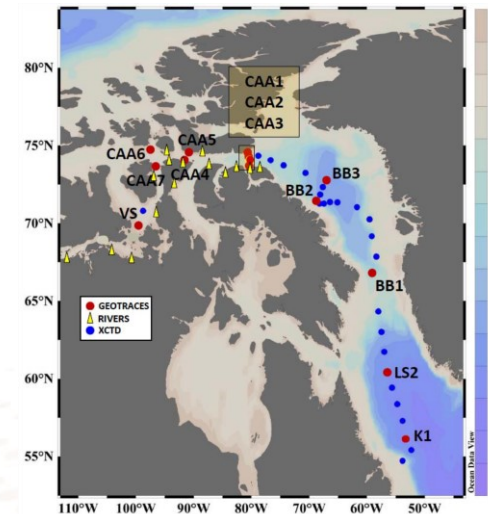 80°N
75°N
70°N
65°N
60°N
55°N
CAA1
CAA2
CAA3
CAA5
CAA6
CAA4
CAA7
BB3
BB2
VS
BB1
GEOTRACES
RIVERS
XCTD
LS2
K1
Ocean Data View
110°W 100°W 90°W 80°W 70°W 60°W 50°W